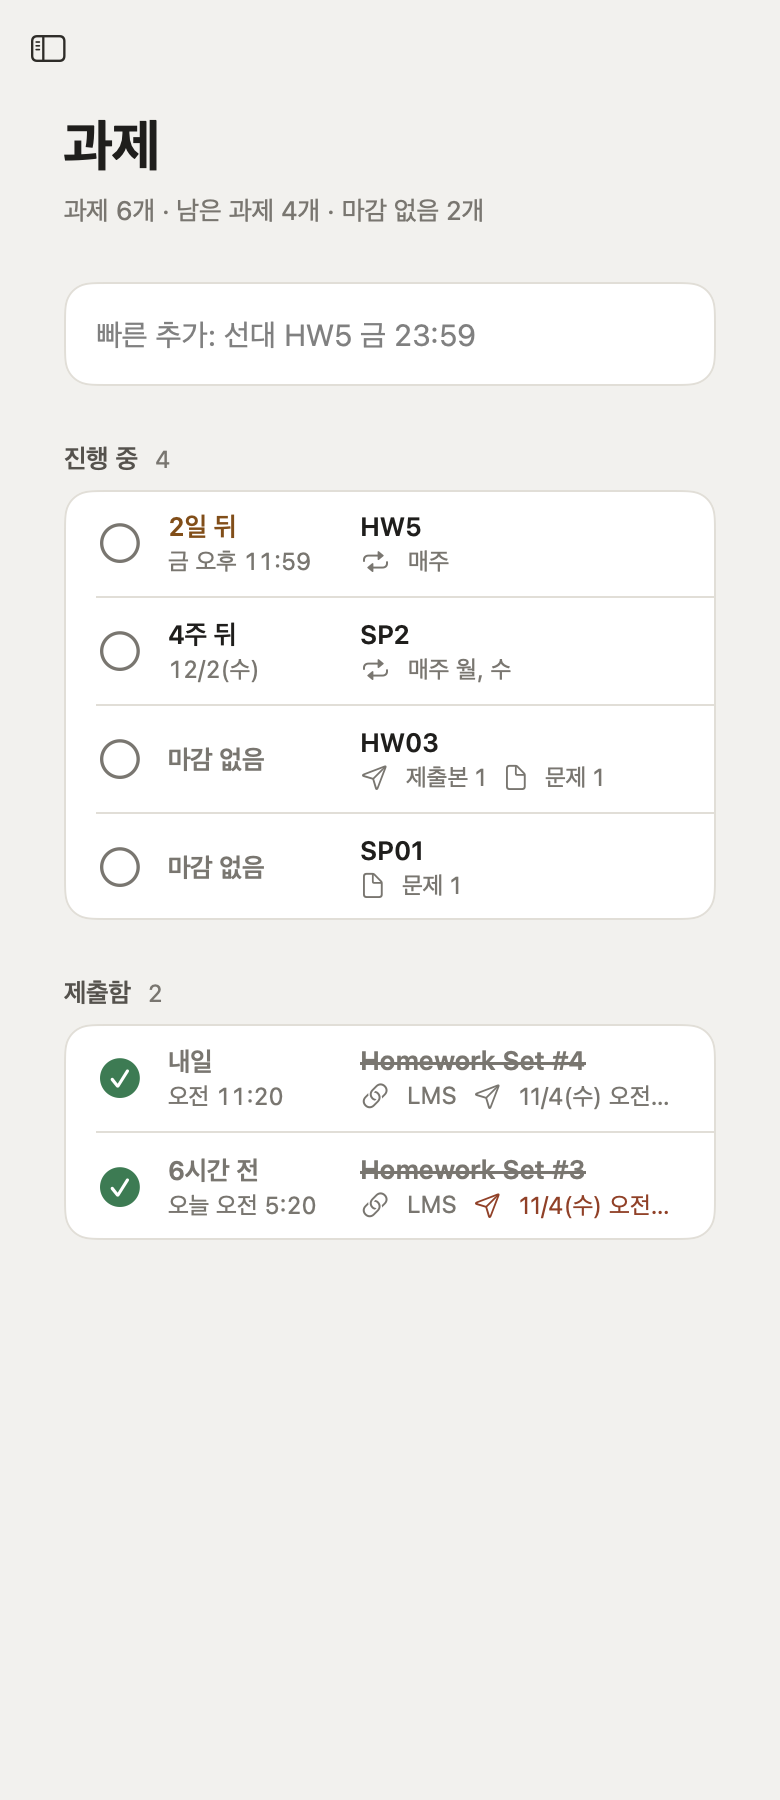 과제
과제 6개 · 남은 과제 4개 · 마감 없음 2개
빠른 추가: 선대 HW5 금 23:59
진행 중 4
2일 뒤 HW5
금 오후 11:59 매주
4주 뒤 SP2
12/2(수) 매주 월, 수
마감 없음 HW03
제출본 1 문제 1
마감 없음 SP01
문제 1
제출함 2
내일 Homework Set #4
오전 11:20 LMS 11/4(수) 오전...
6시간 전 Homework Set #3
오늘 오전 5:20 LMS 11/4(수) 오전...